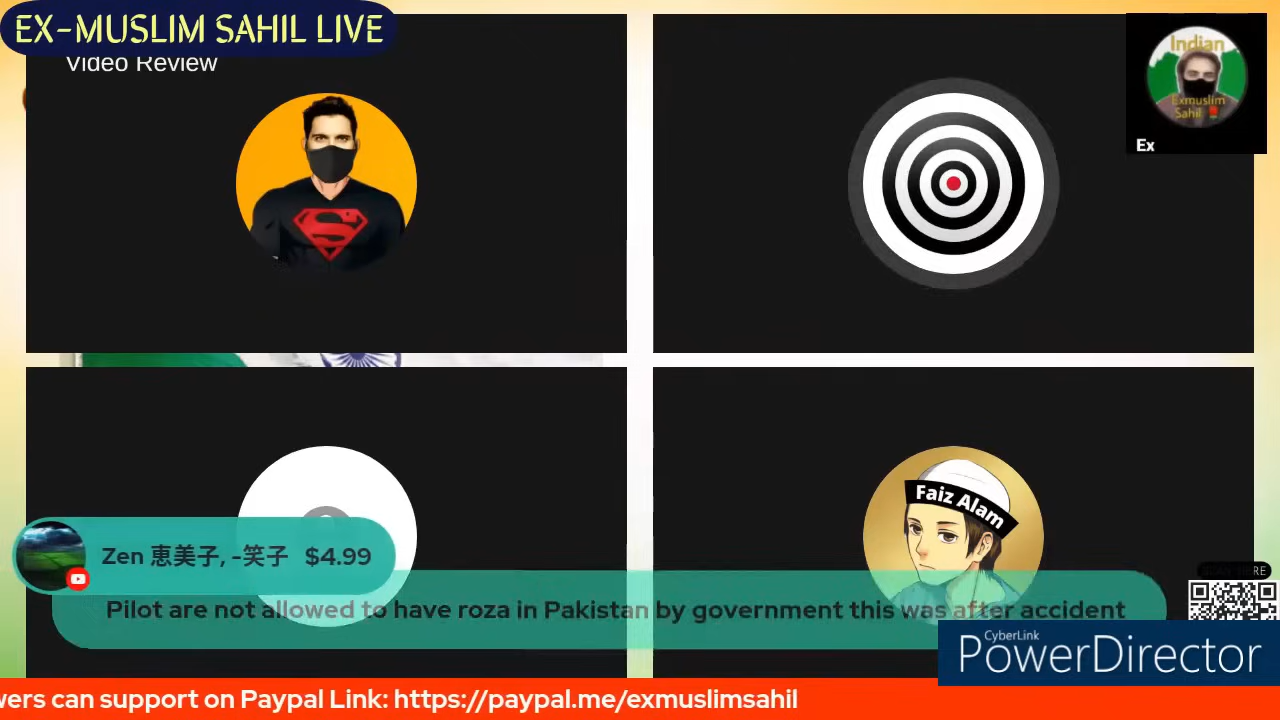 EX-MUSLIM SAHIL LIVE
Video Review
Indian
Exmuslim
Sahil
Ex
Faiz Alam
Zen 恵美子, -笑子 $4.99
Pilot are not allowed to have roza in Pakistan by government this was after accident
RE
CyberLink
PowerDirector
wers can support on Paypal Link: https://paypal.me/exmuslimsahil